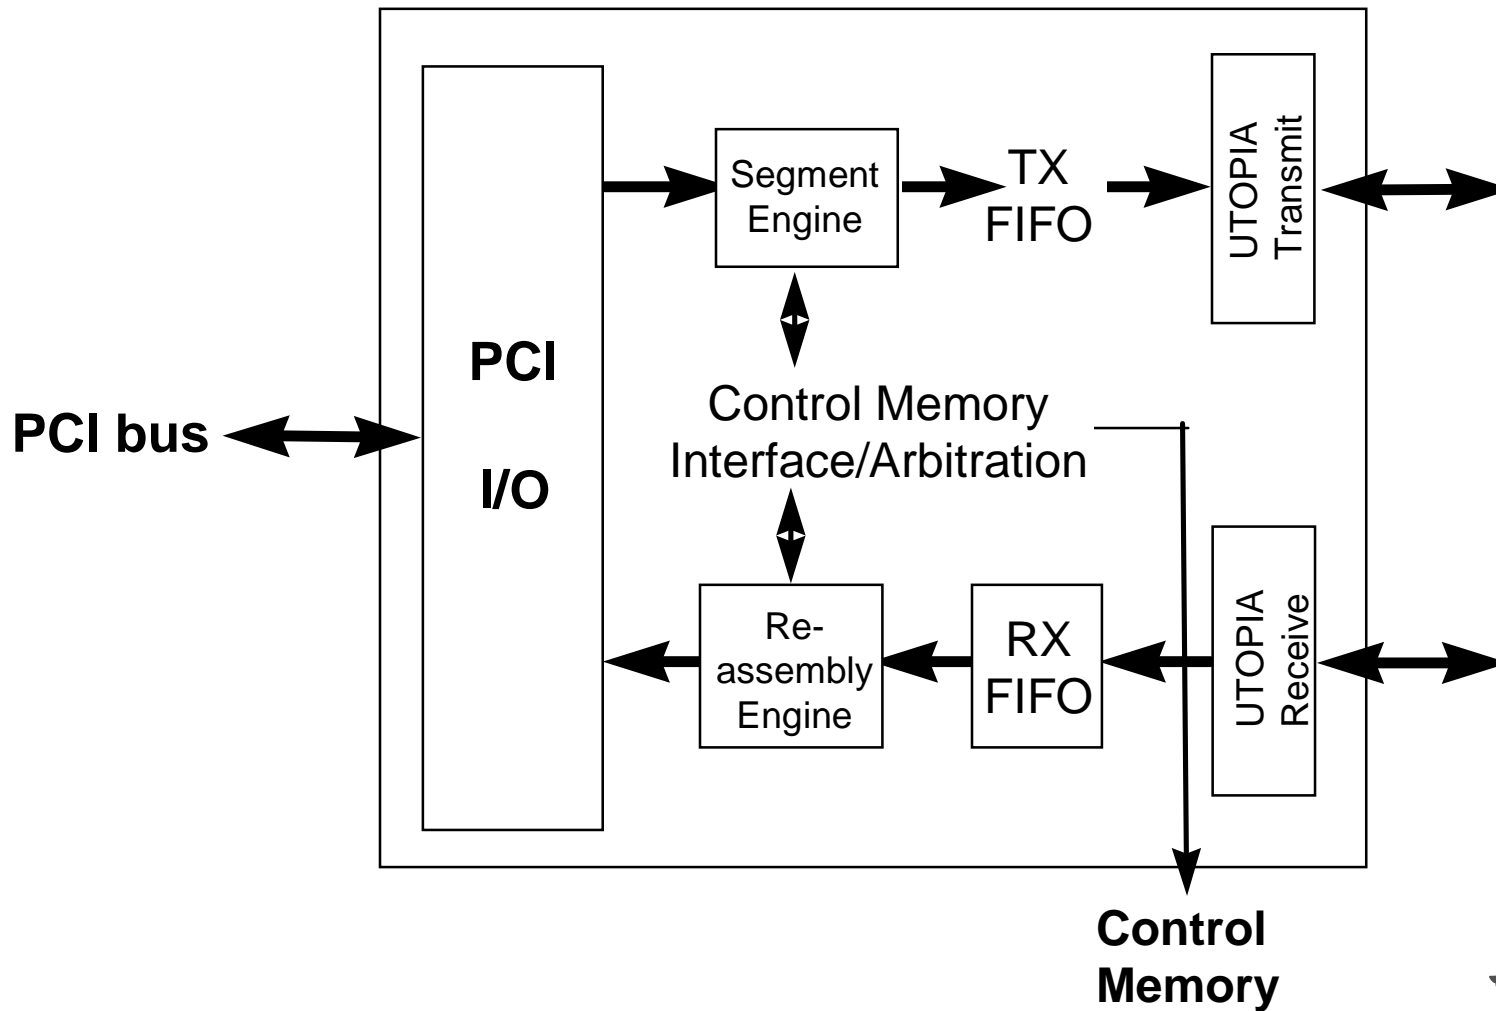 Segment
Engine
TX
FIFO
UTOPIA
Transmit
PCI
I/O
PCI bus
Control Memory
Interface/Arbitration
Re-
assembly
Engine
RX
FIFO
UTOPIA
Receive
Control
Memory